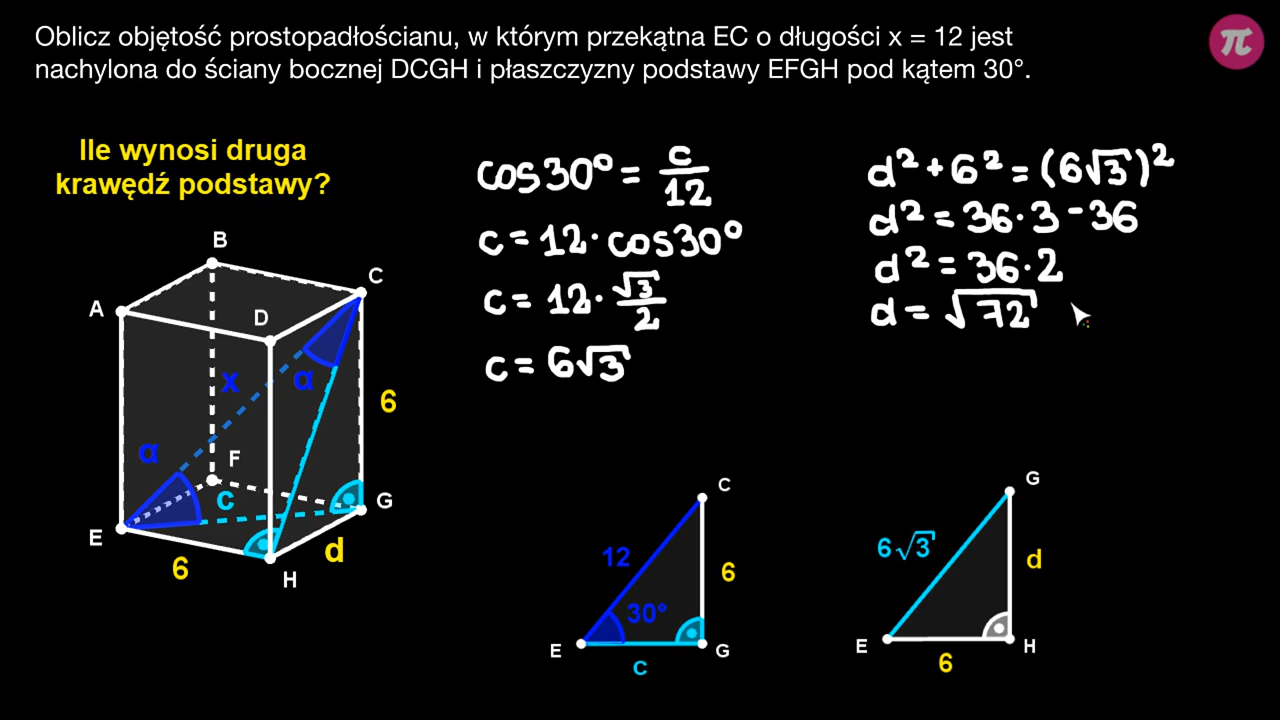 Oblicz objętość prostopadłościanu, w którym przekątna EC o długości x = 12 jest
nachylona do ściany bocznej DCGH i płaszczyzny podstawy EFGH pod kątem 30°.
π
Ile wynosi druga
krawędź podstawy?
B
C
A
D
x
α
6
α
F
c
G
E
6
d
H
cos30° = c/12
c = 12 · cos30°
c = 12 · √3/2
c = 6√3
d² + 6² = (6√3)²
d² = 36 · 3 - 36
d² = 36 · 2
d = √72
C
12
6
30°
E
G
c
G
6√3
d
E
H
6